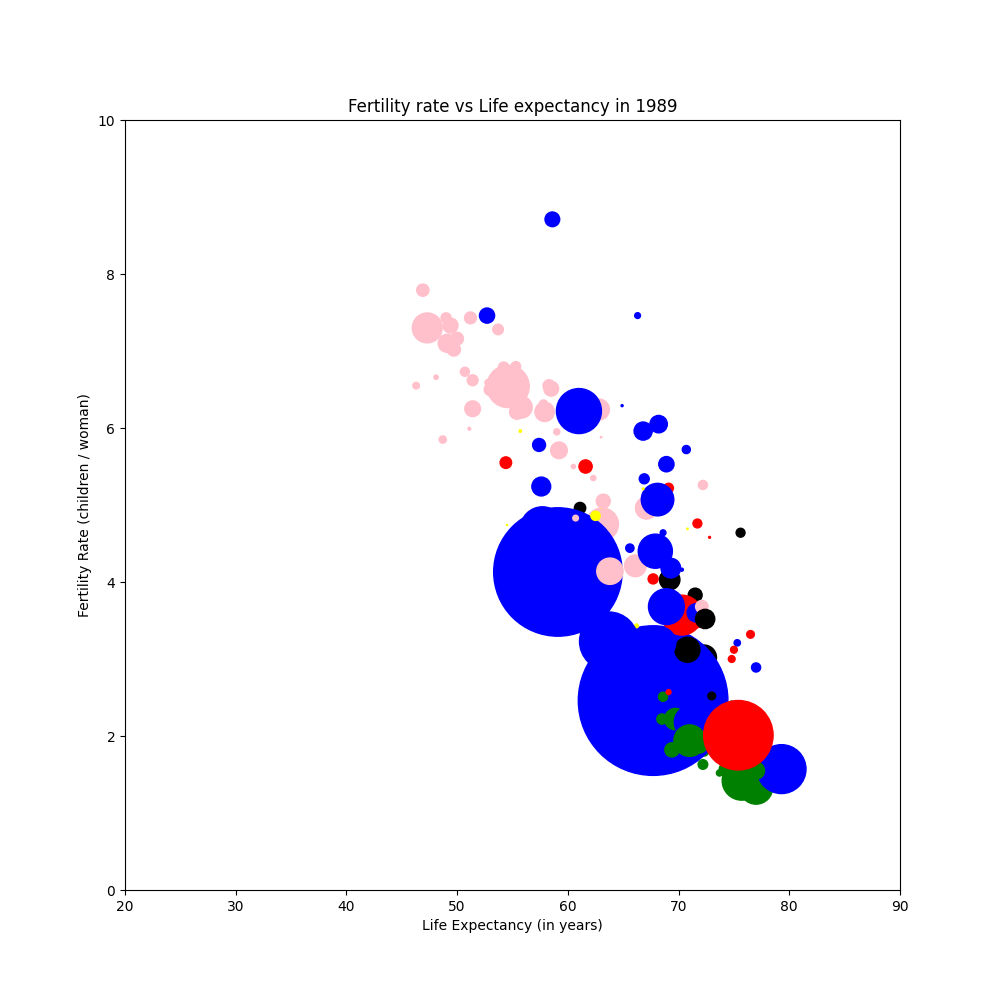 Fertility rate vs Life expectancy in 1989
10
8
6
4
2
0
Fertility Rate (children / woman)
20 30 40 50 60 70 80 90
Life Expectancy (in years)